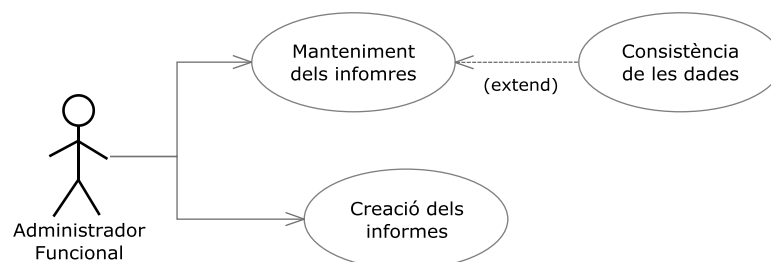 Manteniment
dels infomres
Consistència
de les dades
(extend)
Creació dels
informes
Administrador
Funcional